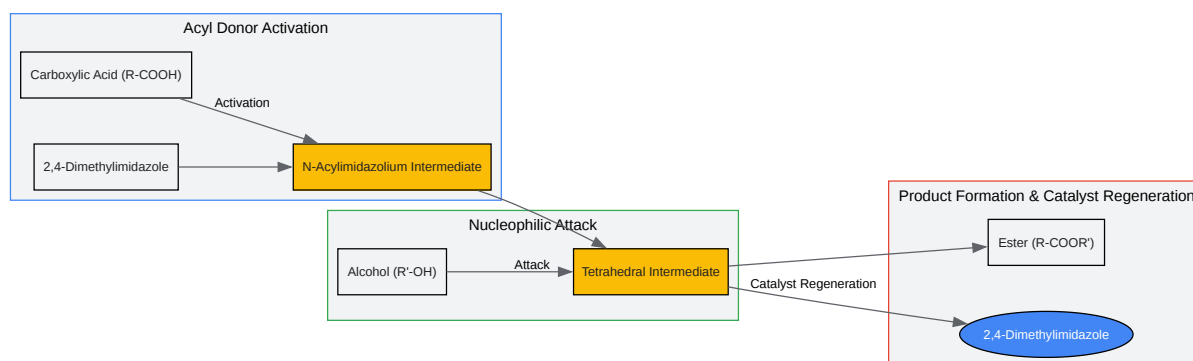 Acyl Donor Activation
Carboxylic Acid (R-COOH)
Activation
2,4-Dimethylimidazole
N-Acylimidazolium Intermediate
Nucleophilic Attack
Alcohol (R'-OH)
Attack
Tetrahedral Intermediate
Product Formation & Catalyst Regeneration
Ester (R-COOR')
Catalyst Regeneration
2,4-Dimethylimidazole